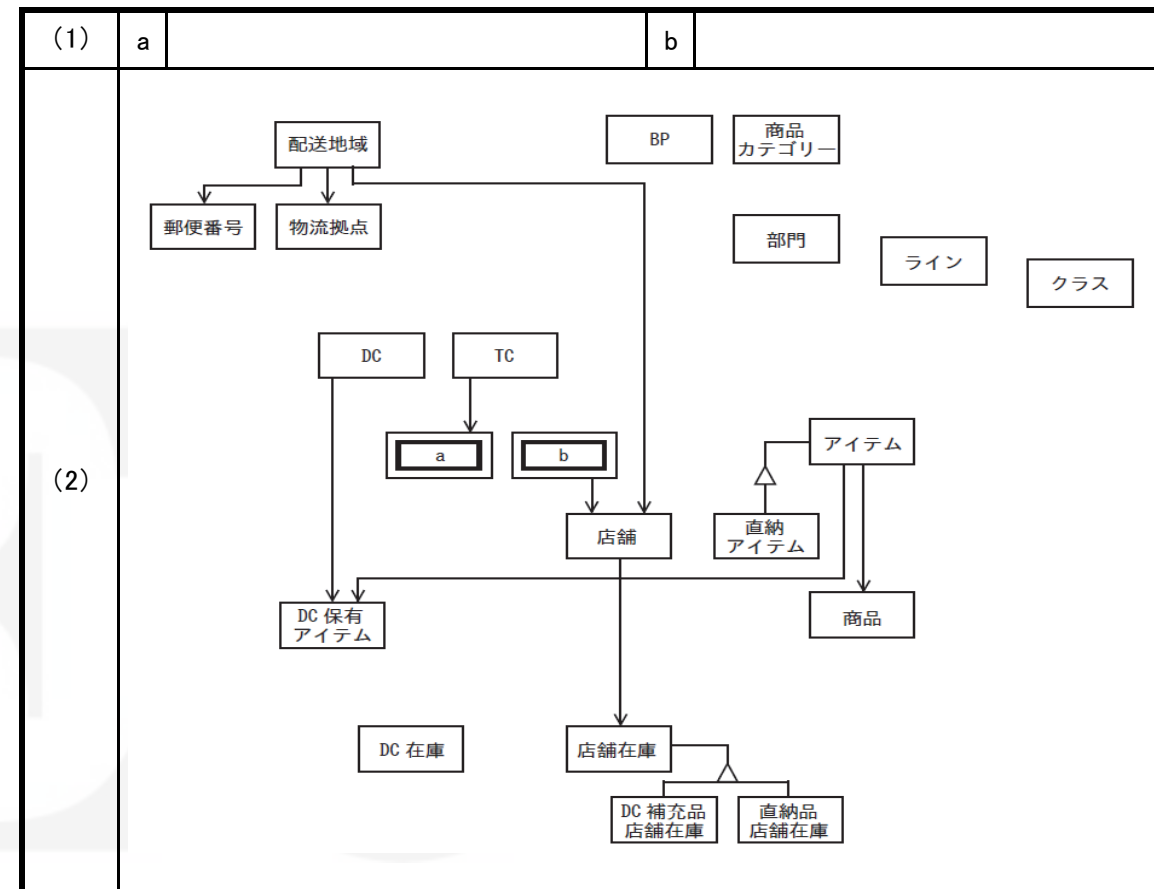 (1) a b
(2)
配送地域
BP
商品
カテゴリー
郵便番号
物流拠点
部門
ライン
クラス
DC
TC
a
b
アイテム
店舗
直納
アイテム
DC 保有
アイテム
商品
DC 在庫
店舗在庫
DC 補充品
店舗在庫
直納品
店舗在庫